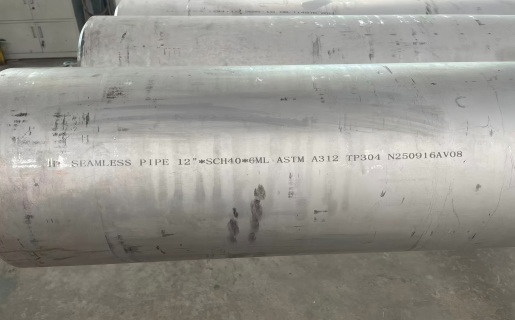 SEAMLESS PIPE 12"*SCH40*6ML ASTM A312 TP304 N250916AV08